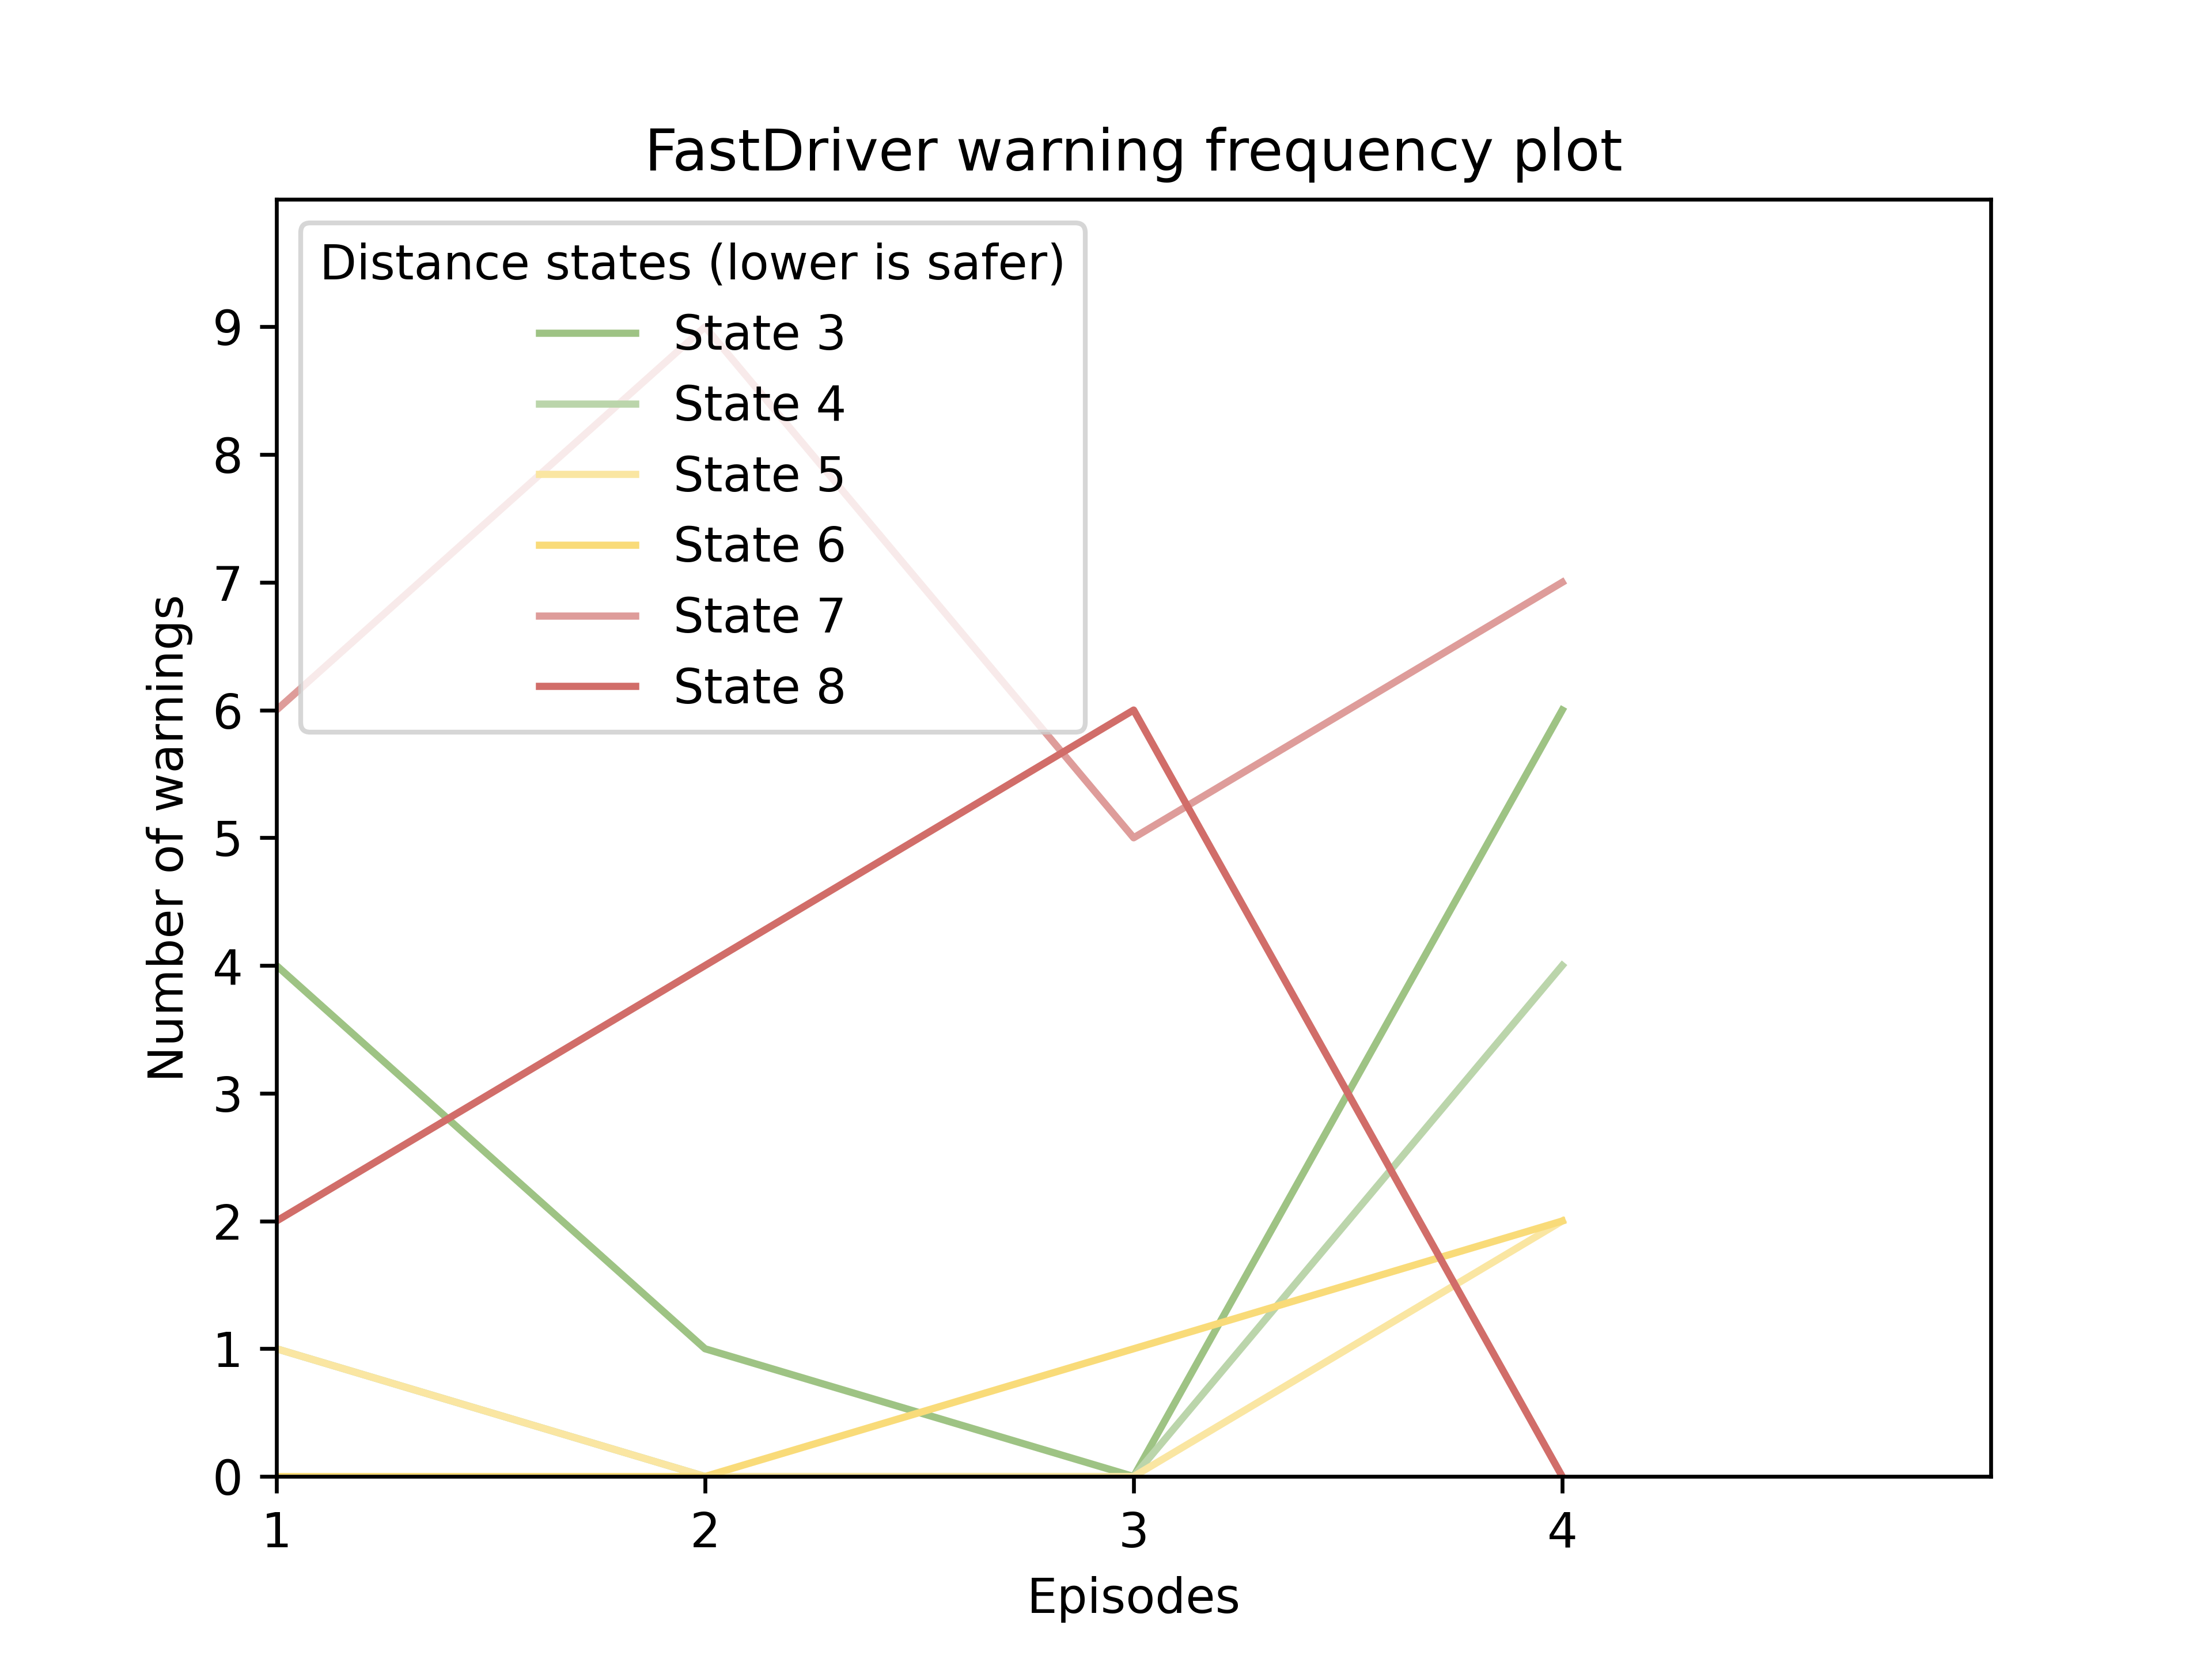 FastDriver warning frequency plot
Distance states (lower is safer)
State 3
State 4
State 5
State 6
State 7
State 8
9
8
7
6
5
4
3
2
1
0
Number of warnings
1 2 3 4
Episodes